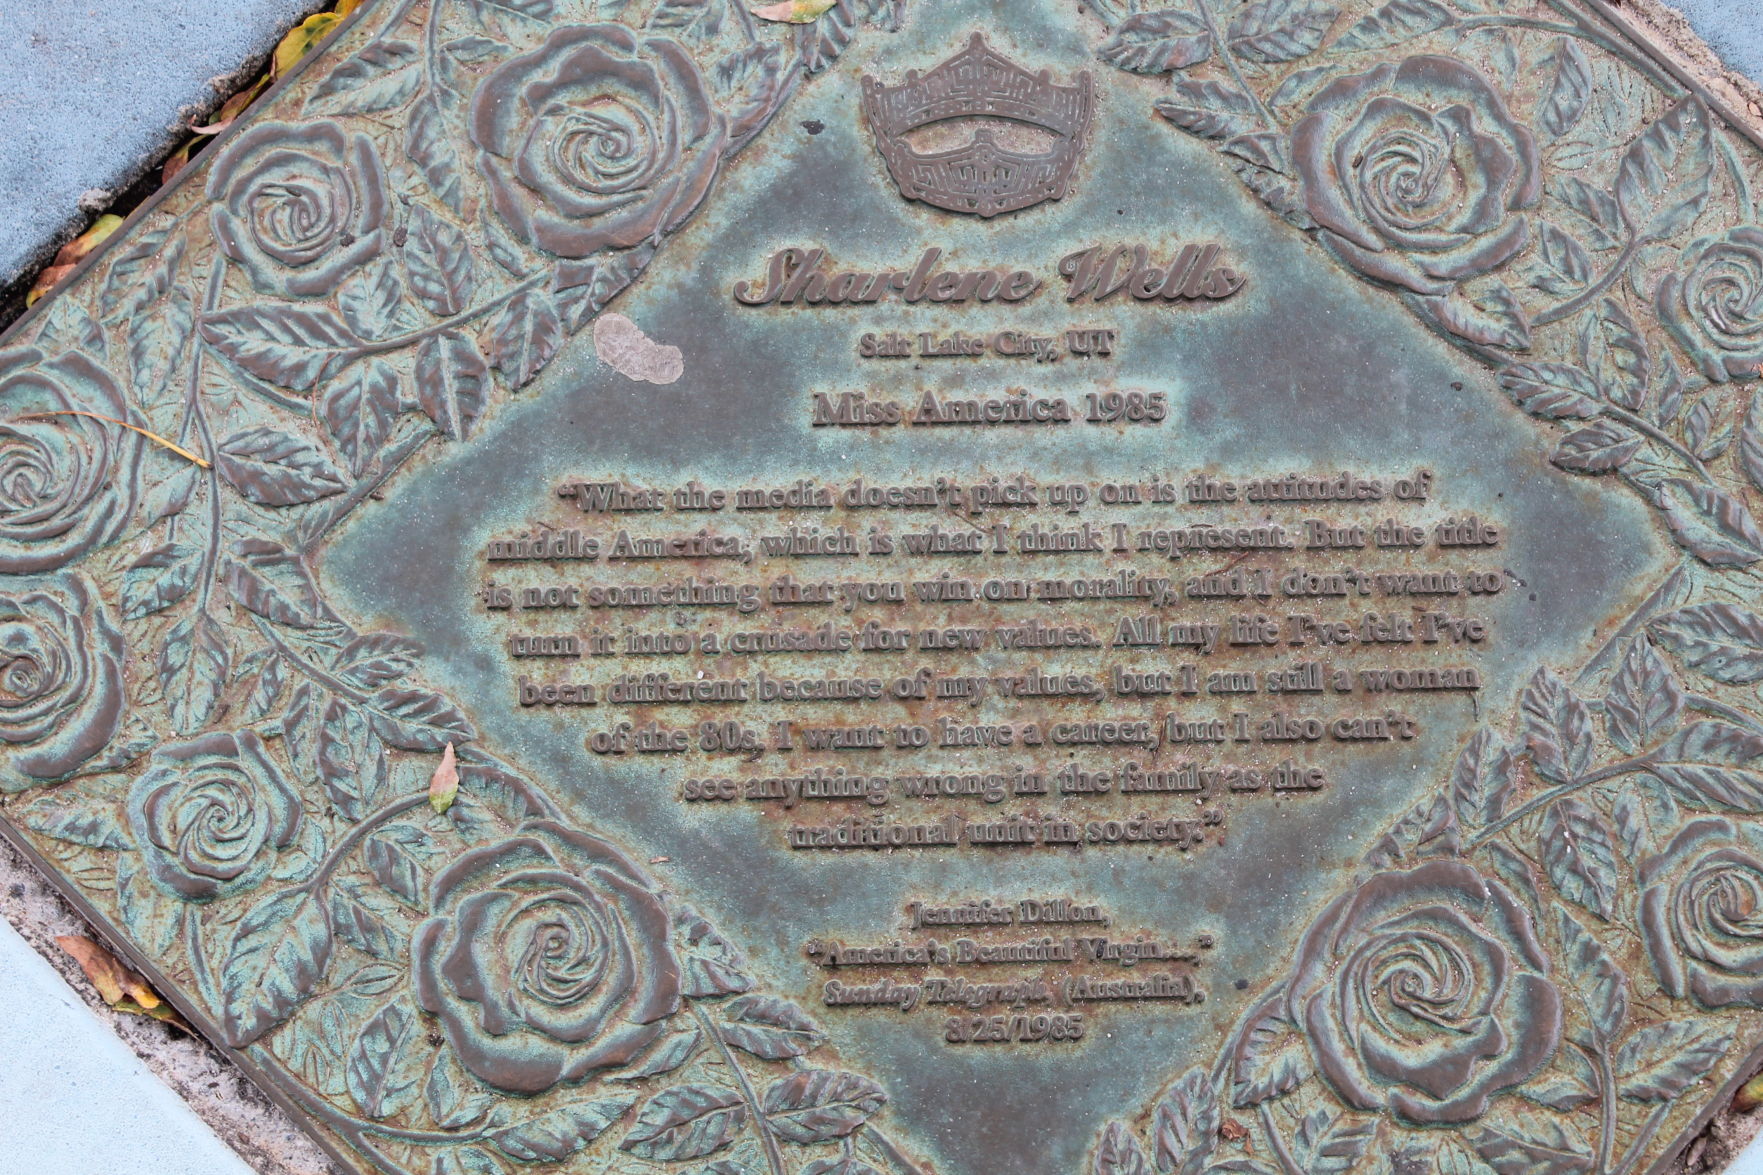 Sharlene Wells
Salt Lake City, UT
Miss America 1985
“What the media doesn't pick up on is the attitudes of
middle America, which is what I think I represent. But the title
is not something that you win on morality, and I don't want to
turn it into a crusade for new values. All my life I've felt I've
been different because of my values, but I am still a woman
of the 80s, I want to have a career, but I also can't
see anything wrong in the family as the
traditional unit in society.”
Jennifer Dillon,
“America's Beautiful Virgin...,”
Sunday Telegraph, (Australia),
8/25/1985